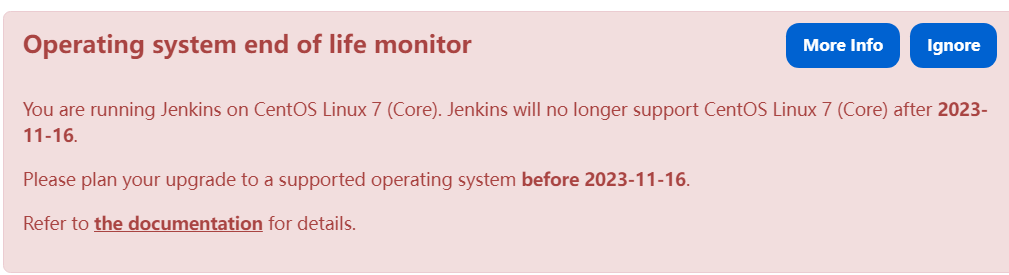 Operating system end of life monitor
More Info
Ignore
You are running Jenkins on CentOS Linux 7 (Core). Jenkins will no longer support CentOS Linux 7 (Core) after 2023-
11-16.
Please plan your upgrade to a supported operating system before 2023-11-16.
Refer to the documentation for details.